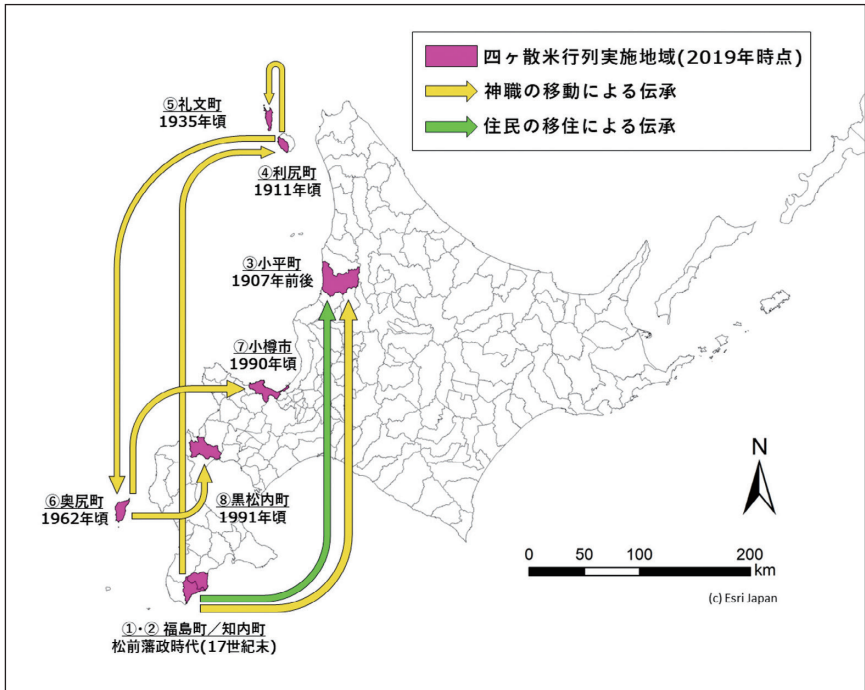 四ヶ散米行列実施地域(2019年時点)
神職の移動による伝承
住民の移住による伝承
⑤礼文町
1935年頃
④利尻町
1911年頃
③小平町
1907年前後
⑦小樽市
1990年頃
⑥奥尻町
1962年頃
⑧黒松内町
1991年頃
①・② 福島町／知内町
松前藩政時代(17世紀末)
N
0 50 100 200
km
(c) Esri Japan